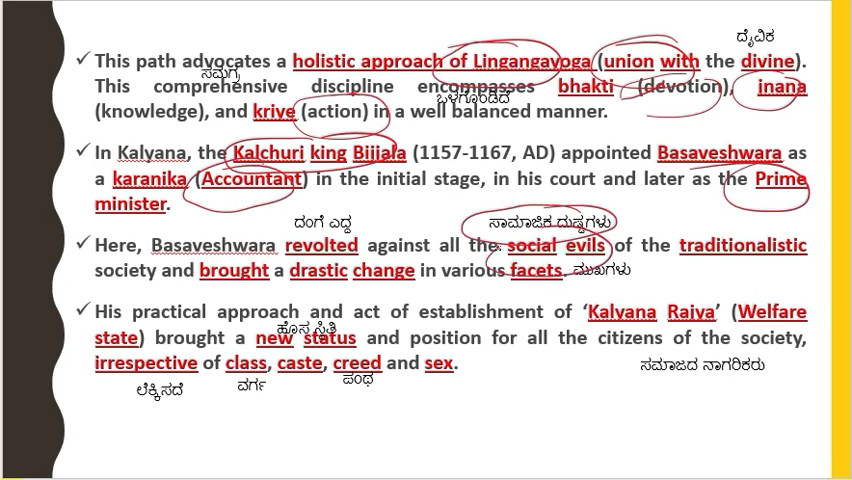 ದೈವಿಕ
This path advocates a holistic approach of Lingangayoga (union with the divine).
ಸಮಗ್ರ
This comprehensive discipline encompasses bhakti (devotion), jnana
ಒಳಗೊಂಡಿದೆ
(knowledge), and kriye (action) in a well balanced manner.
In Kalyana, the Kalchuri king Bijjala (1157-1167, AD) appointed Basaveshwara as
a karanika (Accountant) in the initial stage, in his court and later as the Prime
minister.
ದಂಗೆ ಎದ್ದ ಸಾಮಾಜಿಕ ದುಷ್ಟಗಳು
Here, Basaveshwara revolted against all the social evils of the traditionalistic
society and brought a drastic change in various facets. ಮುಖಗಳು
His practical approach and act of establishment of ‘Kalyana Rajya’ (Welfare
ಹೊಸ ಸ್ಥಿತಿ
state) brought a new status and position for all the citizens of the society,
irrespective of class, caste, creed and sex. ಸಮಾಜದ ನಾಗರಿಕರು
ಲೆಕ್ಕಿಸದೆ ವರ್ಗ ಪಂಥ